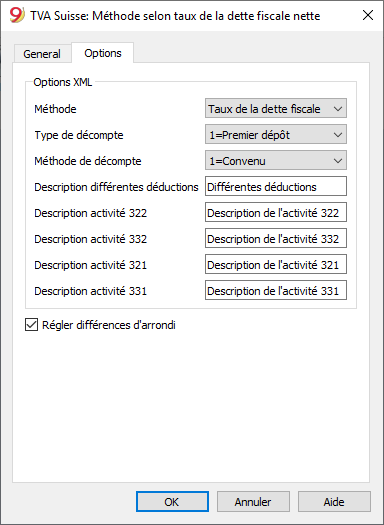 TVA Suisse: Méthode selon taux de la dette fiscale nette
General Options
Options XML
Méthode Taux de la dette fiscale
Type de décompte 1=Premier dépôt
Méthode de décompte 1=Convenu
Description différentes déductions Différentes déductions
Description activité 322 Description de l'activité 322
Description activité 332 Description de l'activité 332
Description activité 321 Description de l'activité 321
Description activité 331 Description de l'activité 331
Régler différences d'arrondi
OK Annuler Aide